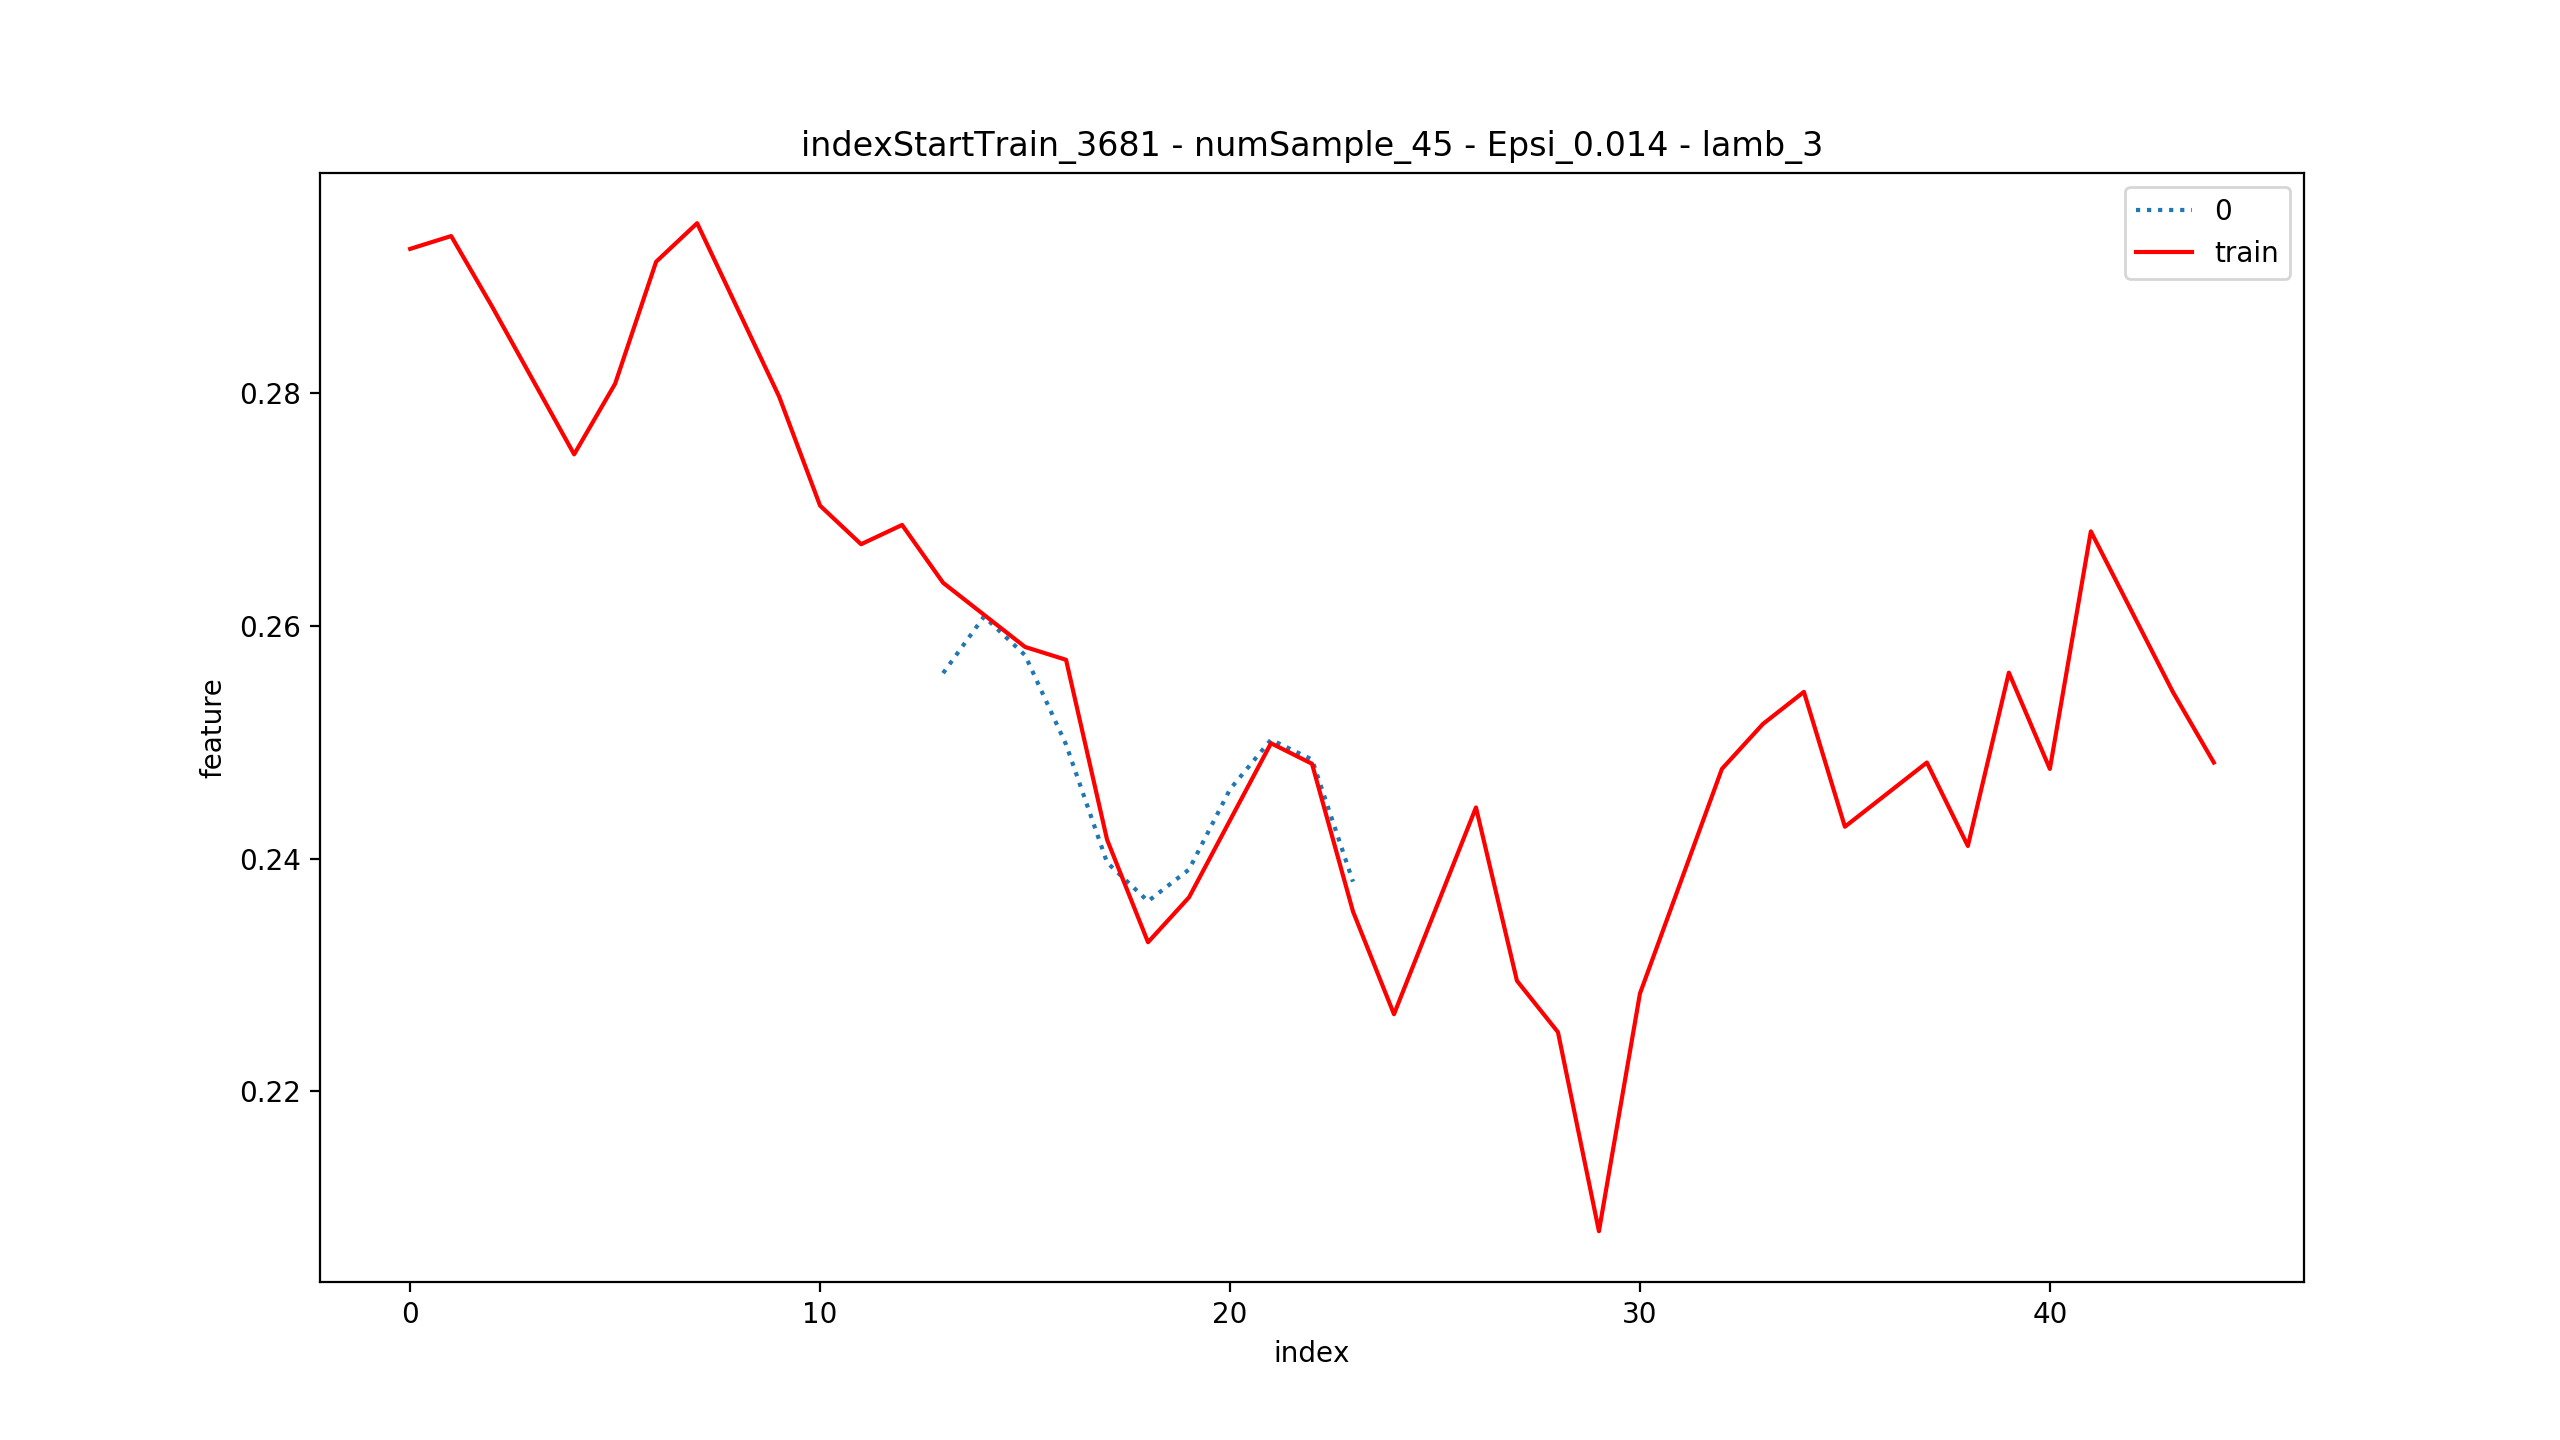 indexStartTrain_3681 - numSample_45 - Epsi_0.014 - lamb_3
0
train
0.28
0.26
0.24
0.22
feature
0 10 20 30 40
index